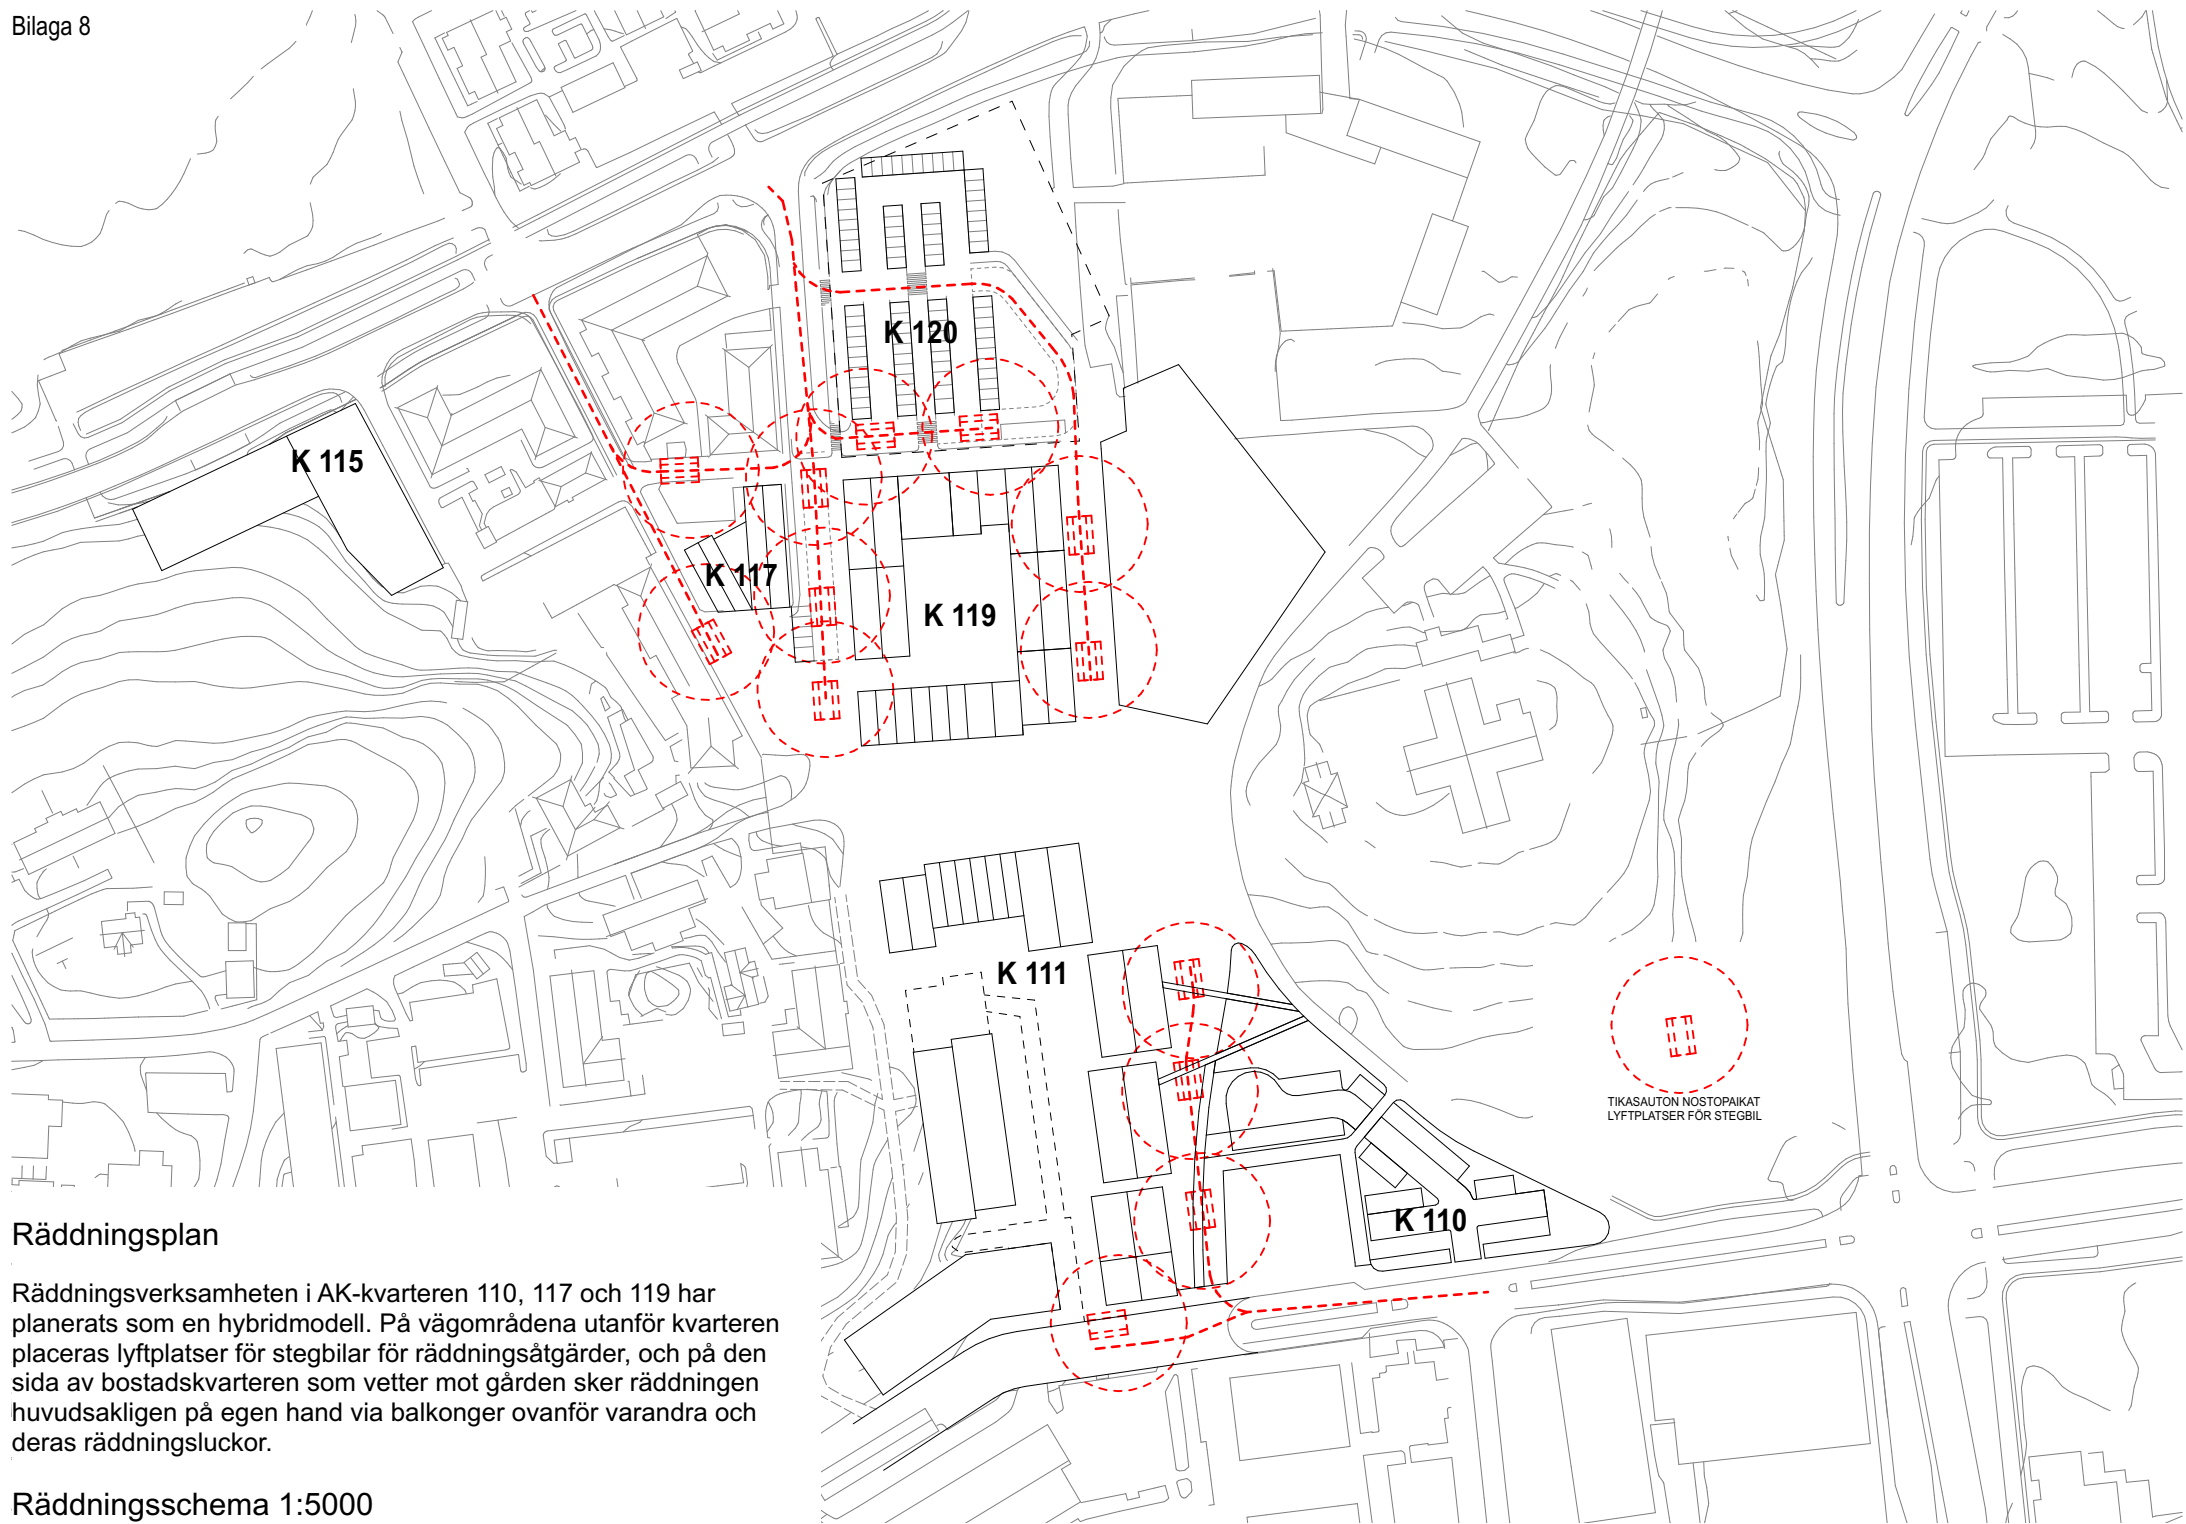 Bilaga 8
K 120
K 115
K 117
K 119
K 111
TIKASAUTON NOSTOPAIKAT
LYFTPLATSER FÖR STEGBIL
K 110
Räddningsplan
Räddningsverksamheten i AK-kvarteren 110, 117 och 119 har
planerats som en hybridmodell. På vägområdena utanför kvarteren
placeras lyftplatser för stegbilar för räddningsåtgärder, och på den
sida av bostadskvarteren som vetter mot gården sker räddningen
huvudsakligen på egen hand via balkonger ovanför varandra och
deras räddningsluckor.
Räddningsschema 1:5000